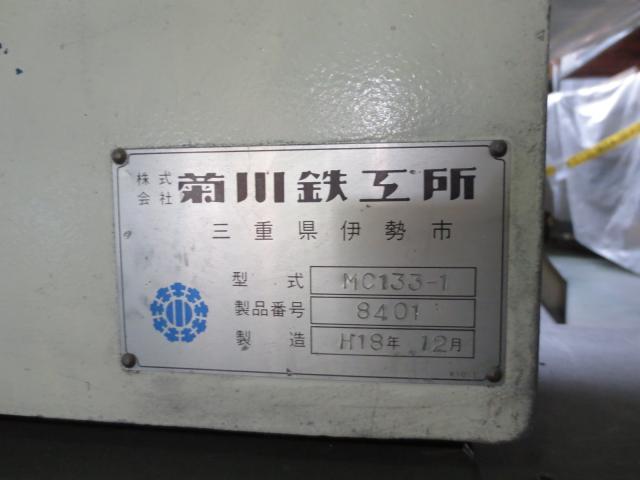 株式会社 菊川鉄工所
三重県伊勢市
型式 MC133-1
製品番号 8401
製造 H18年 12月